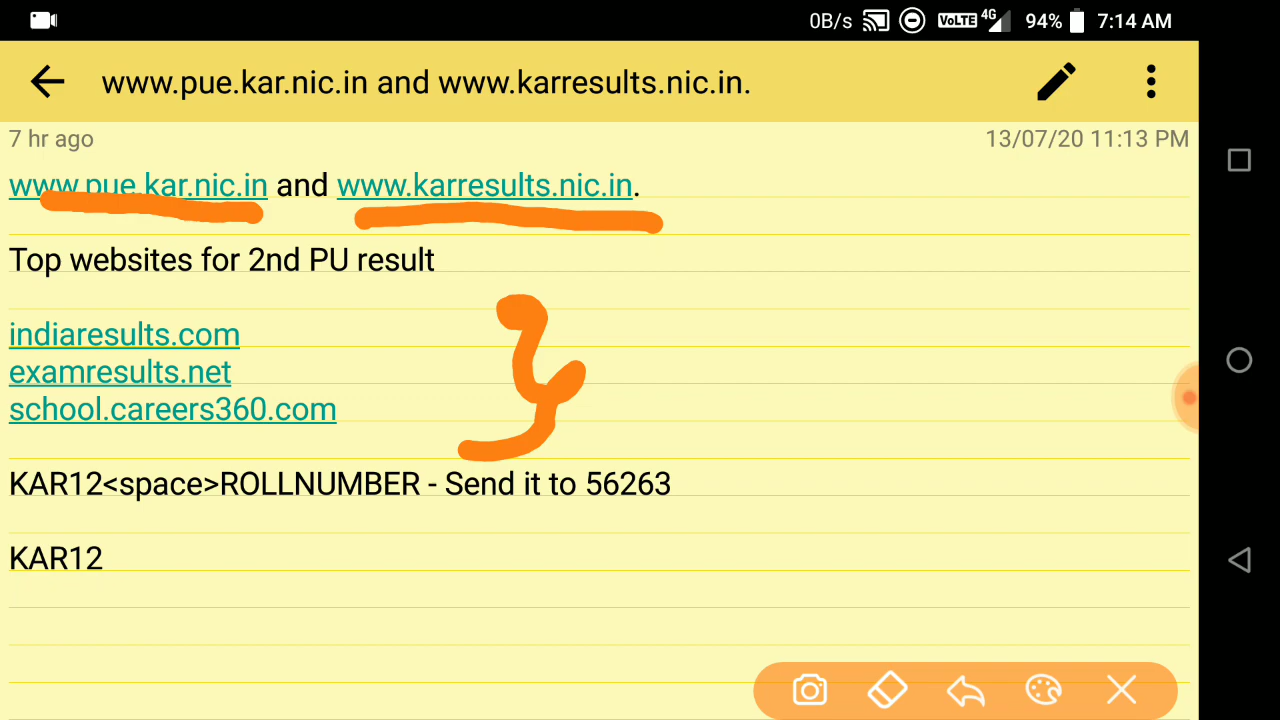 0B/s VoLTE 4G 94% 7:14 AM
www.pue.kar.nic.in and www.karresults.nic.in.
7 hr ago 13/07/20 11:13 PM
www.pue.kar.nic.in and www.karresults.nic.in.
Top websites for 2nd PU result
indiaresults.com
examresults.net
school.careers360.com
KAR12<space>ROLLNUMBER - Send it to 56263
KAR12